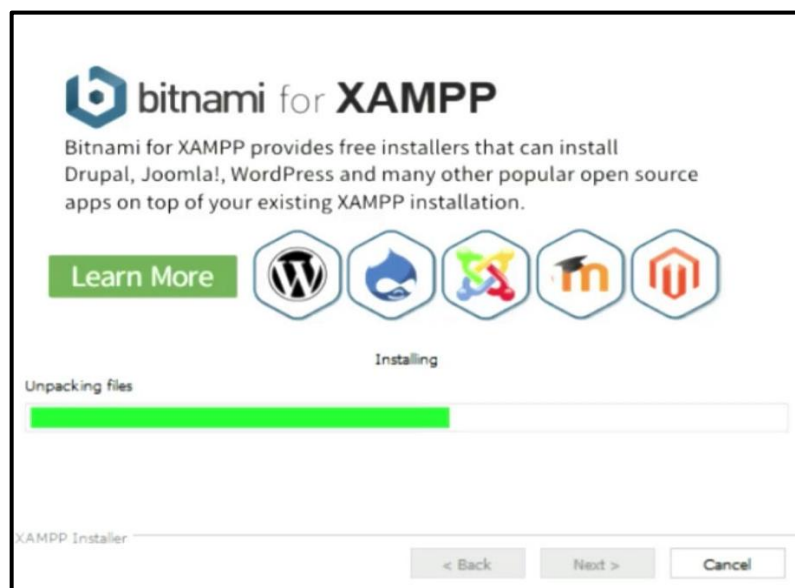 bitnami for XAMPP
Bitnami for XAMPP provides free installers that can install
Drupal, Joomla!, WordPress and many other popular open source
apps on top of your existing XAMPP installation.
Learn More
Installing
Unpacking files
XAMPP Installer
< Back Next > Cancel